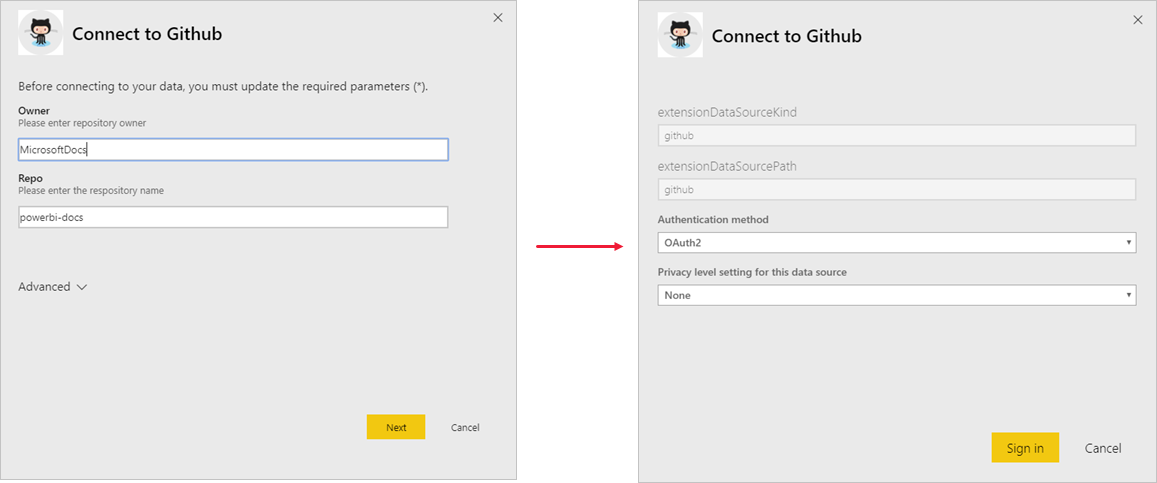 Connect to Github
Before connecting to your data, you must update the required parameters (*).
Owner
Please enter repository owner
MicrosoftDocs
Repo
Please enter the respository name
powerbi-docs
Advanced
Next
Cancel
Connect to Github
extensionDataSourceKind
github
extensionDataSourcePath
github
Authentication method
OAuth2
Privacy level setting for this data source
None
Sign in
Cancel